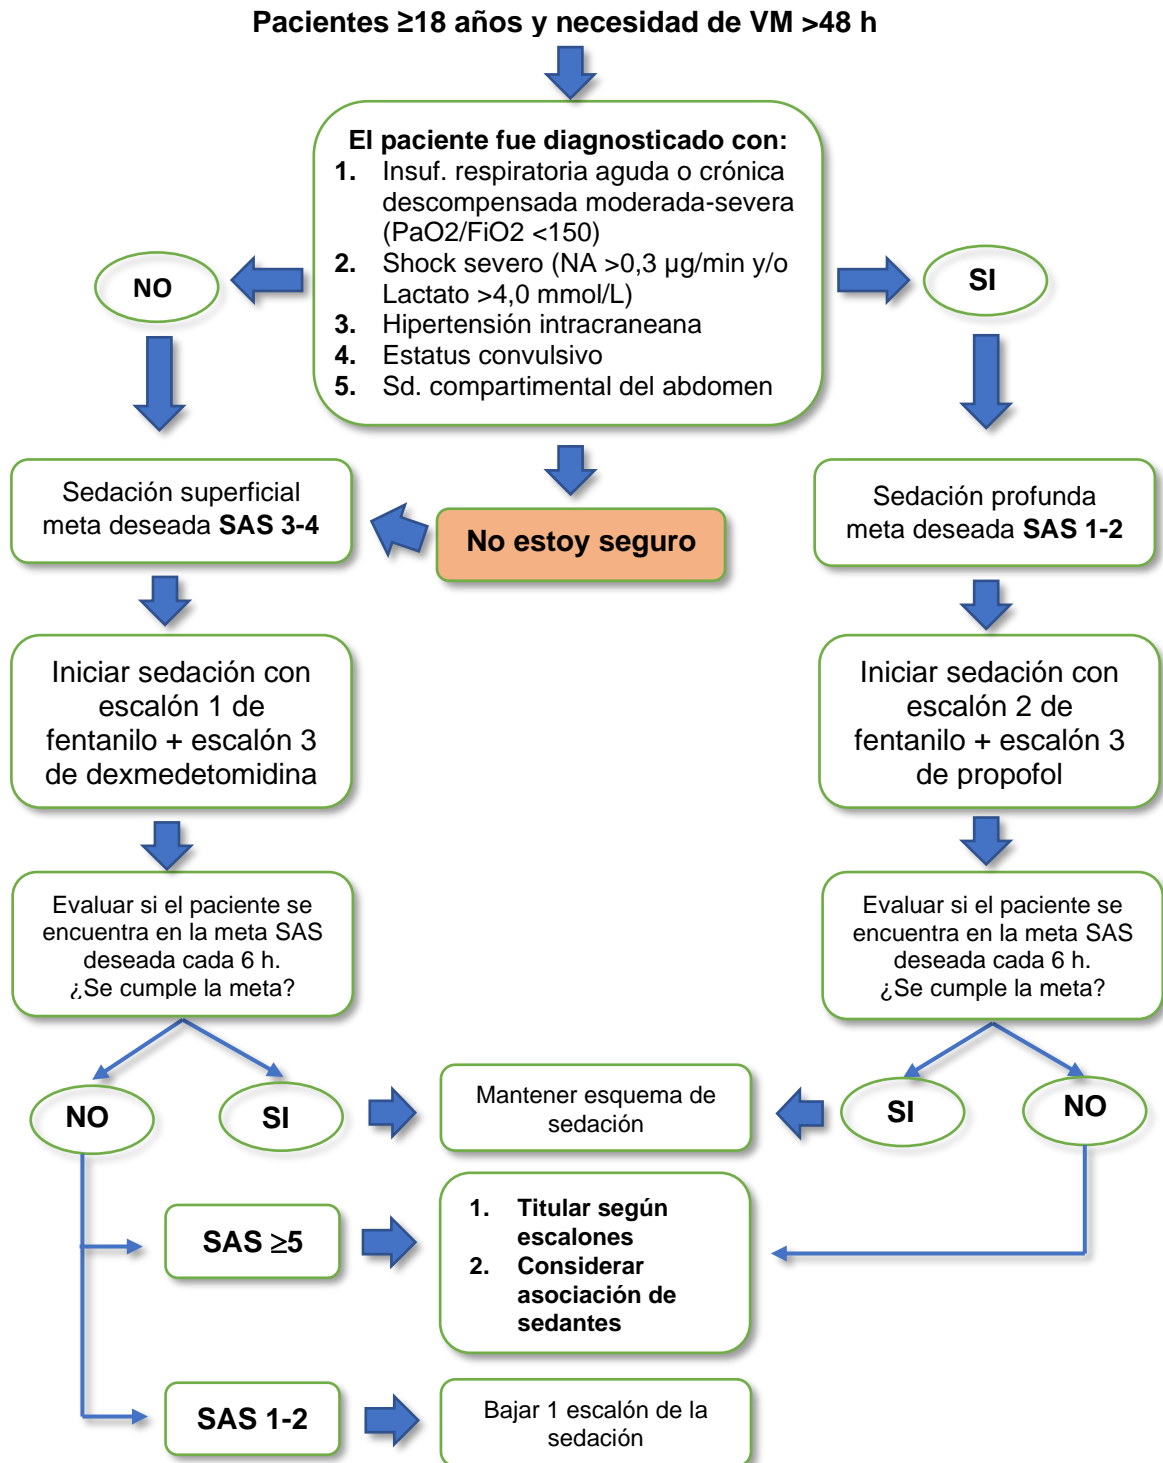 Pacientes ≥18 años y necesidad de VM >48 h
El paciente fue diagnosticado con:
1. Insuf. respiratoria aguda o crónica
descompensada moderada-severa
(PaO2/FiO2 <150)
2. Shock severo (NA >0,3 µg/min y/o
Lactato >4,0 mmol/L)
3. Hipertensión intracraneana
4. Estatus convulsivo
5. Sd. compartimental del abdomen
NO
SI
Sedación superficial
meta deseada SAS 3-4
No estoy seguro
Sedación profunda
meta deseada SAS 1-2
Iniciar sedación con
escalón 1 de
fentanilo + escalón 3
de dexmedetomidina
Iniciar sedación con
escalón 2 de
fentanilo + escalón 3
de propofol
Evaluar si el paciente se
encuentra en la meta SAS
deseada cada 6 h.
¿Se cumple la meta?
Evaluar si el paciente se
encuentra en la meta SAS
deseada cada 6 h.
¿Se cumple la meta?
NO
SI
Mantener esquema de
sedación
SI
NO
SAS ≥5
1. Titular según
escalones
2. Considerar
asociación de
sedantes
SAS 1-2
Bajar 1 escalón de la
sedación